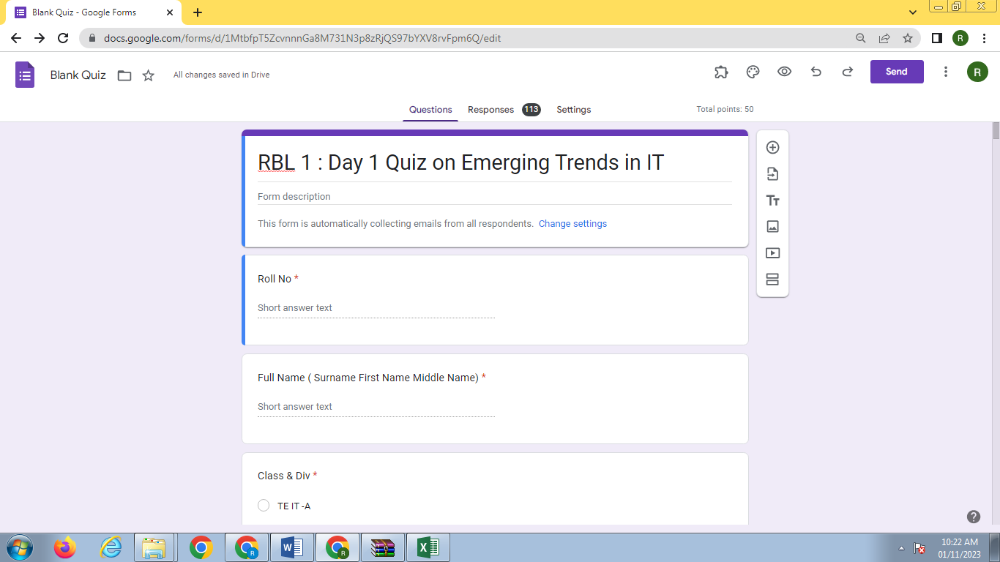 Blank Quiz - Google Forms
docs.google.com/forms/d/1MtbfpT5ZcvnnnGa8M731N3p8zRjQS97bYXV8rvFpm6Q/edit
R
Blank Quiz
All changes saved in Drive
Send
R
Questions
Responses 113
Settings
Total points: 50
RBL 1 : Day 1 Quiz on Emerging Trends in IT
Form description
This form is automatically collecting emails from all respondents. Change settings
Roll No *
Short answer text
Full Name ( Surname First Name Middle Name) *
Short answer text
Class & Div *
TE IT -A
10:22 AM
01/11/2023